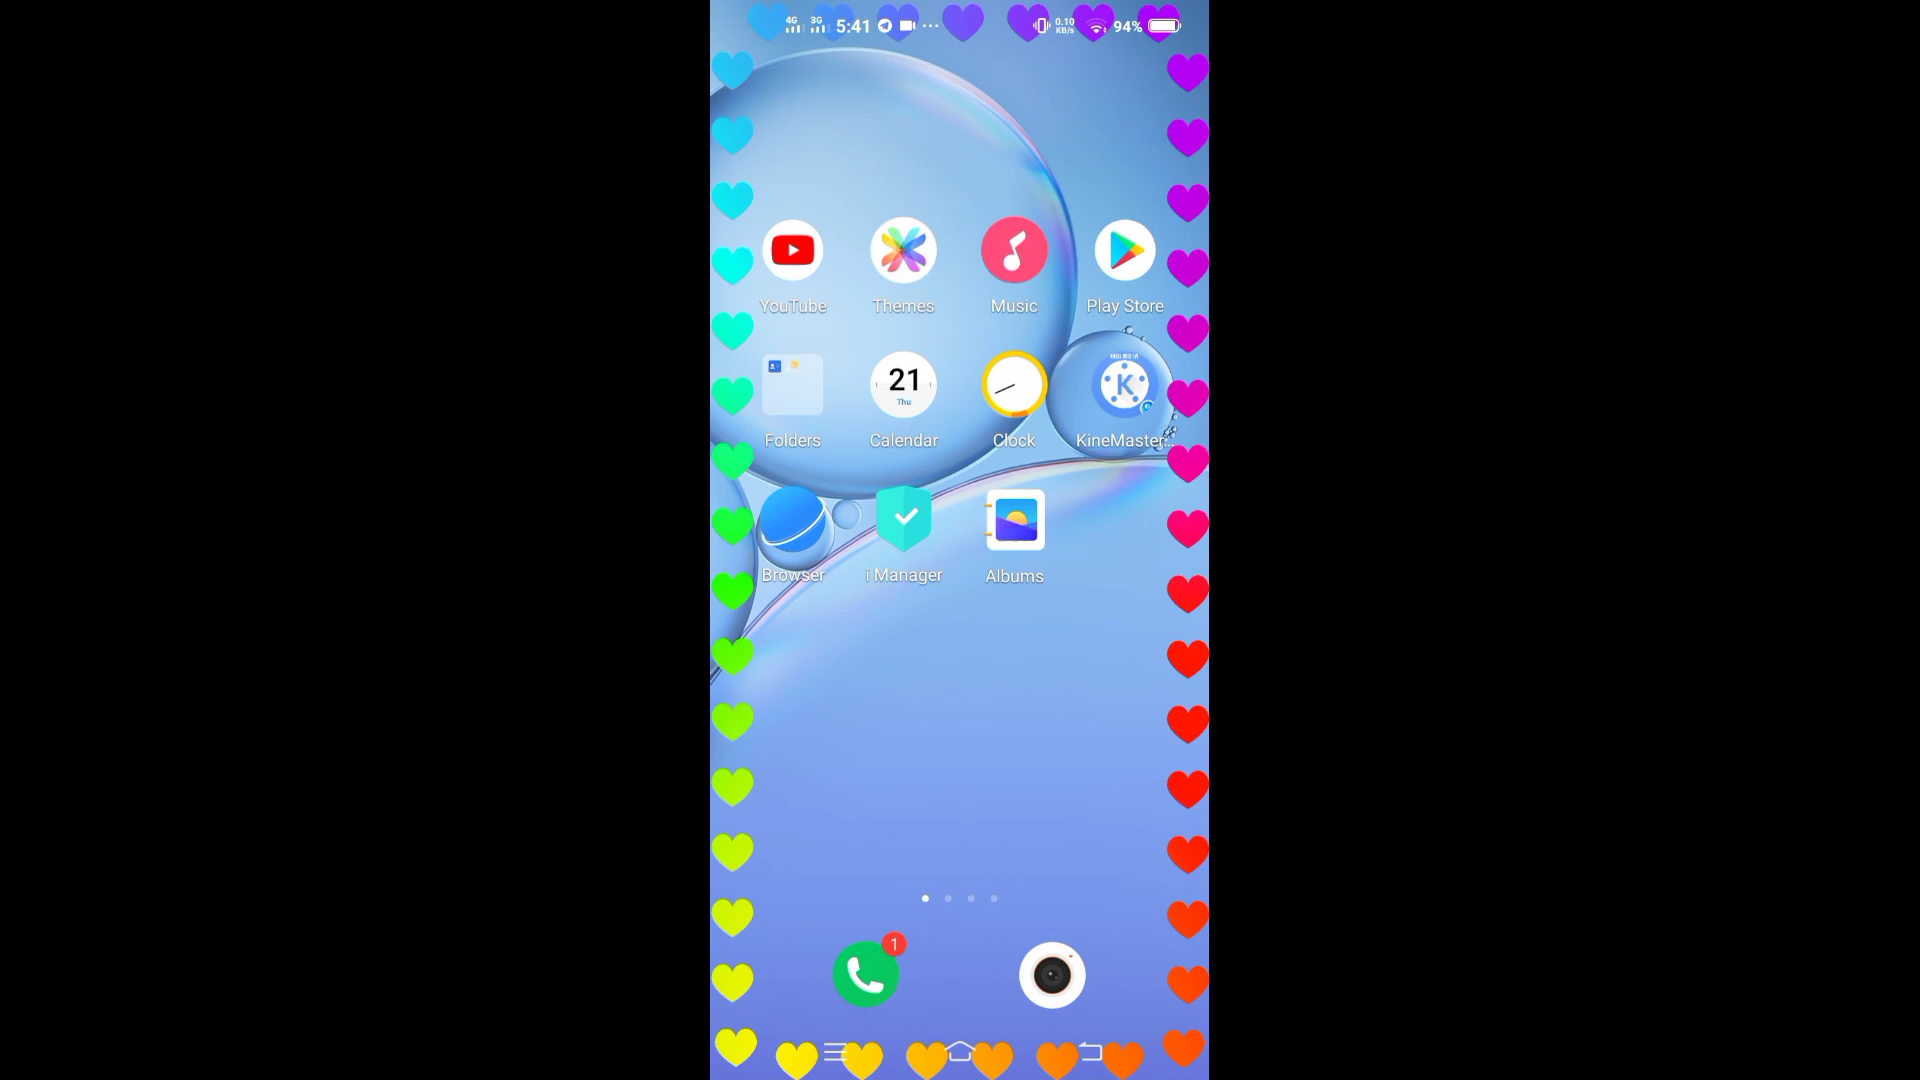 4G 3G 5:41 ... 0.10 KB/s 94%
YouTube Themes Music Play Store
21
Thu
K
Folders Calendar Clock KineMaster...
Browser i Manager Albums
1